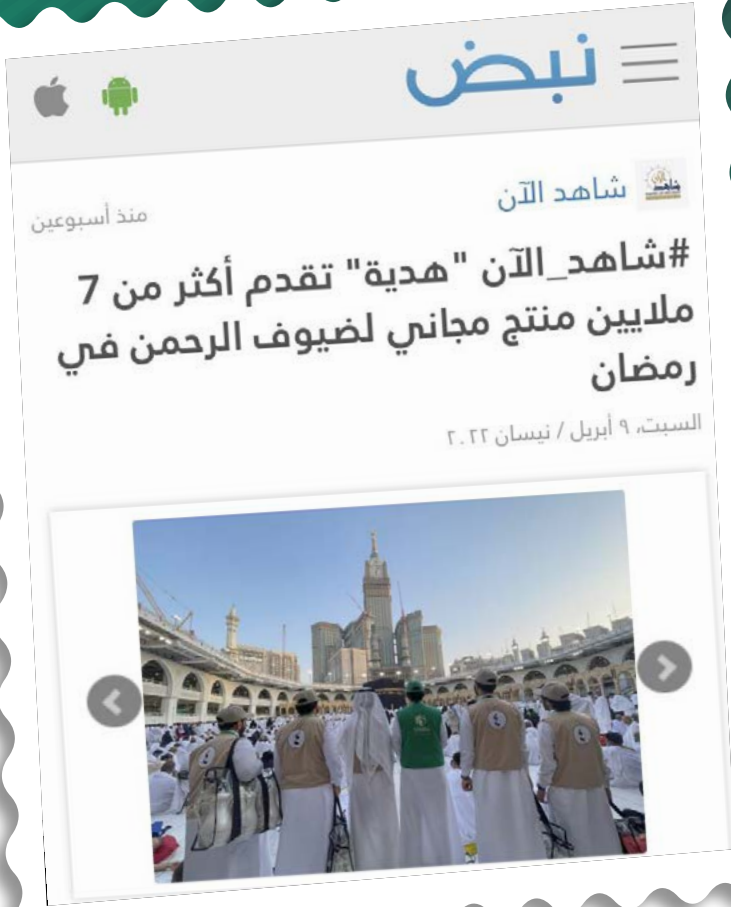 نبض
شاهد الآن
منذ أسبوعين
#شاهد_الآن "هدية" تقدم أكثر من 7
ملايين منتج مجاني لضيوف الرحمن في
رمضان
السبت، ٩ أبريل / نيسان ٢٠٢٢